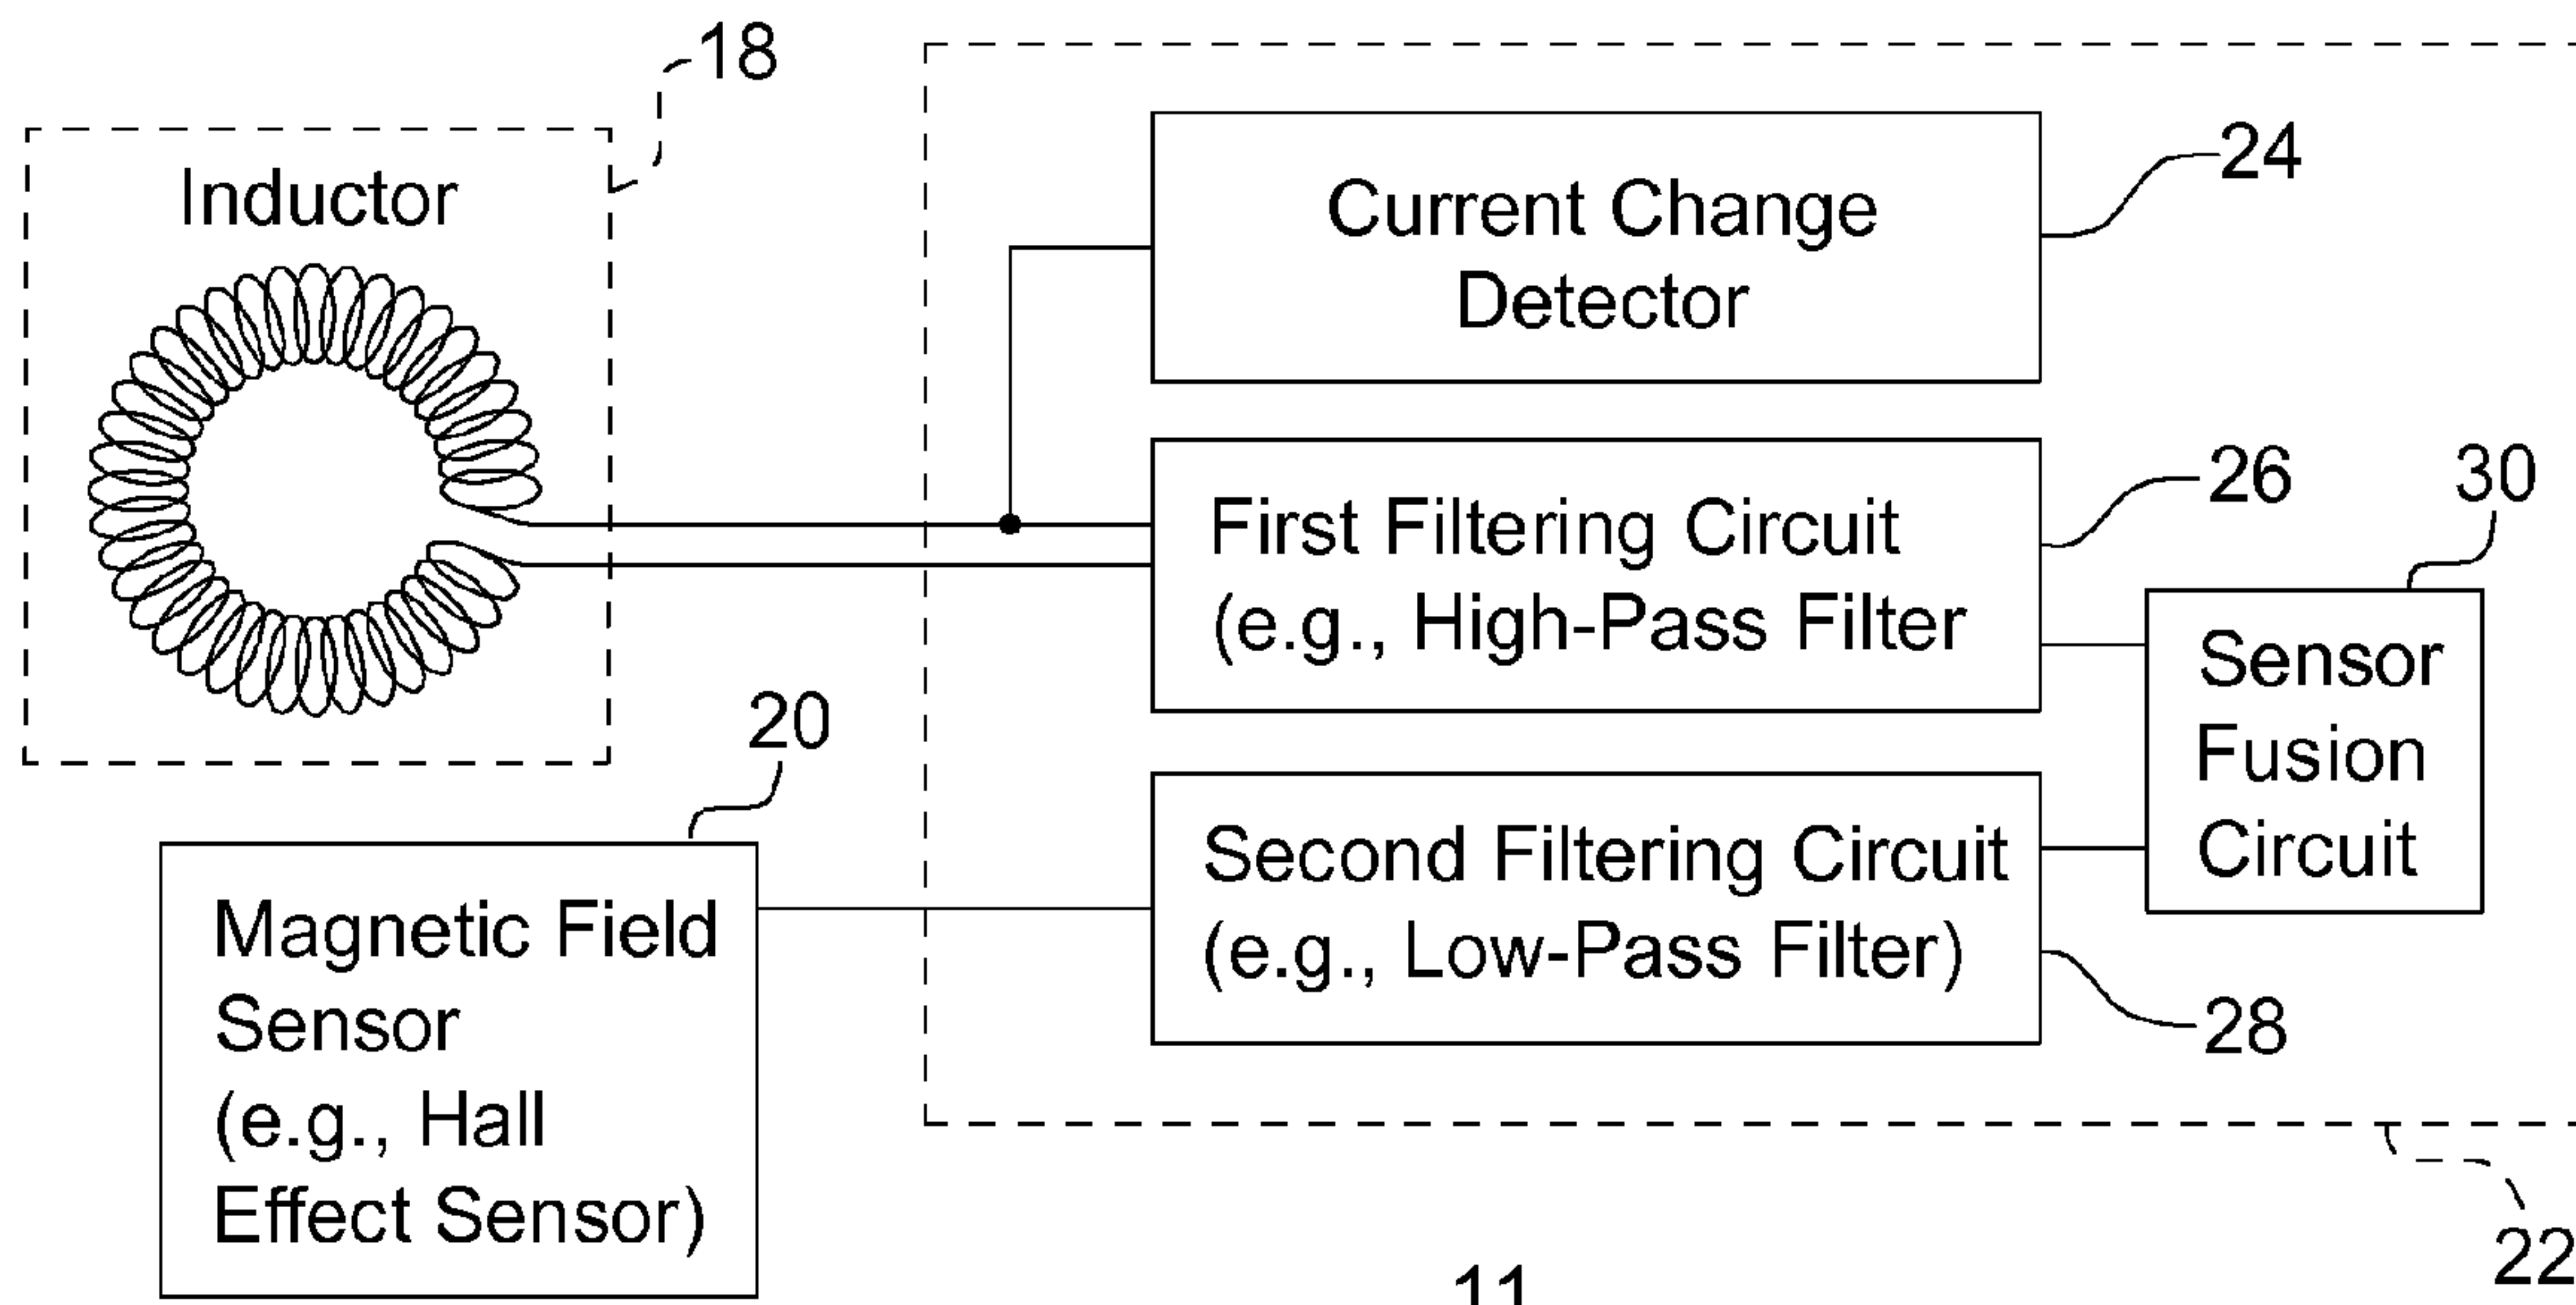 18
Inductor
24
Current Change
Detector
26
30
First Filtering Circuit
(e.g., High-Pass Filter
Sensor
Fusion
Circuit
20
Second Filtering Circuit
(e.g., Low-Pass Filter)
28
Magnetic Field
Sensor
(e.g., Hall
Effect Sensor)
22
11